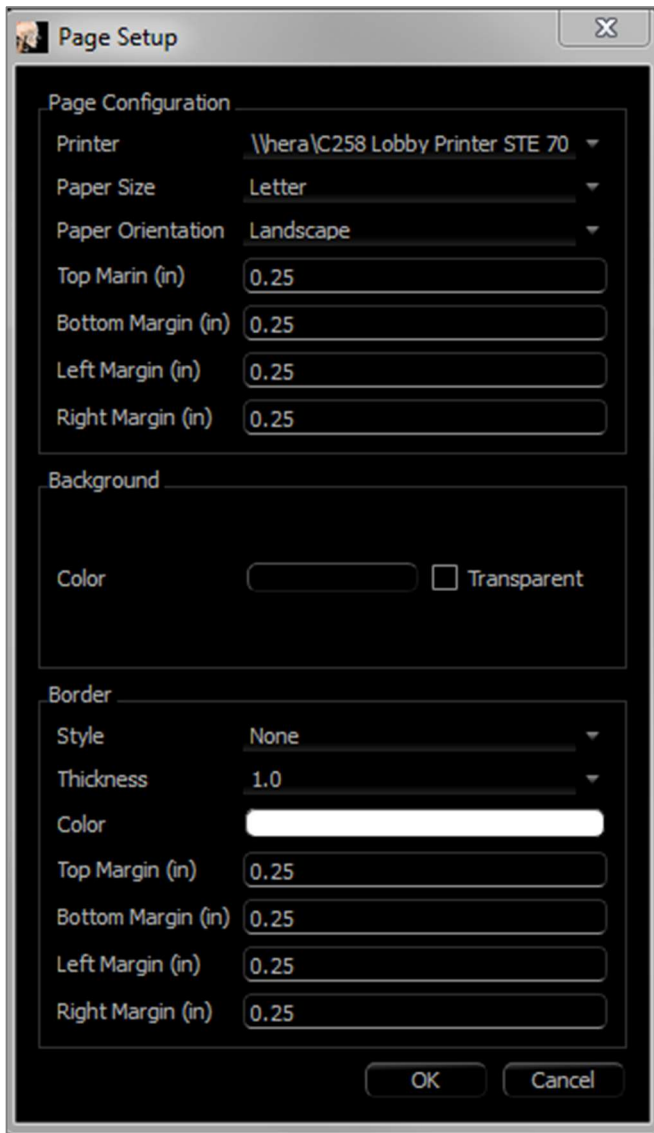 Page Setup
Page Configuration
Printer \\hera\C258 Lobby Printer STE 70
Paper Size Letter
Paper Orientation Landscape
Top Marin (in) 0.25
Bottom Margin (in) 0.25
Left Margin (in) 0.25
Right Margin (in) 0.25
Background
Color Transparent
Border
Style None
Thickness 1.0
Color
Top Margin (in) 0.25
Bottom Margin (in) 0.25
Left Margin (in) 0.25
Right Margin (in) 0.25
OK Cancel